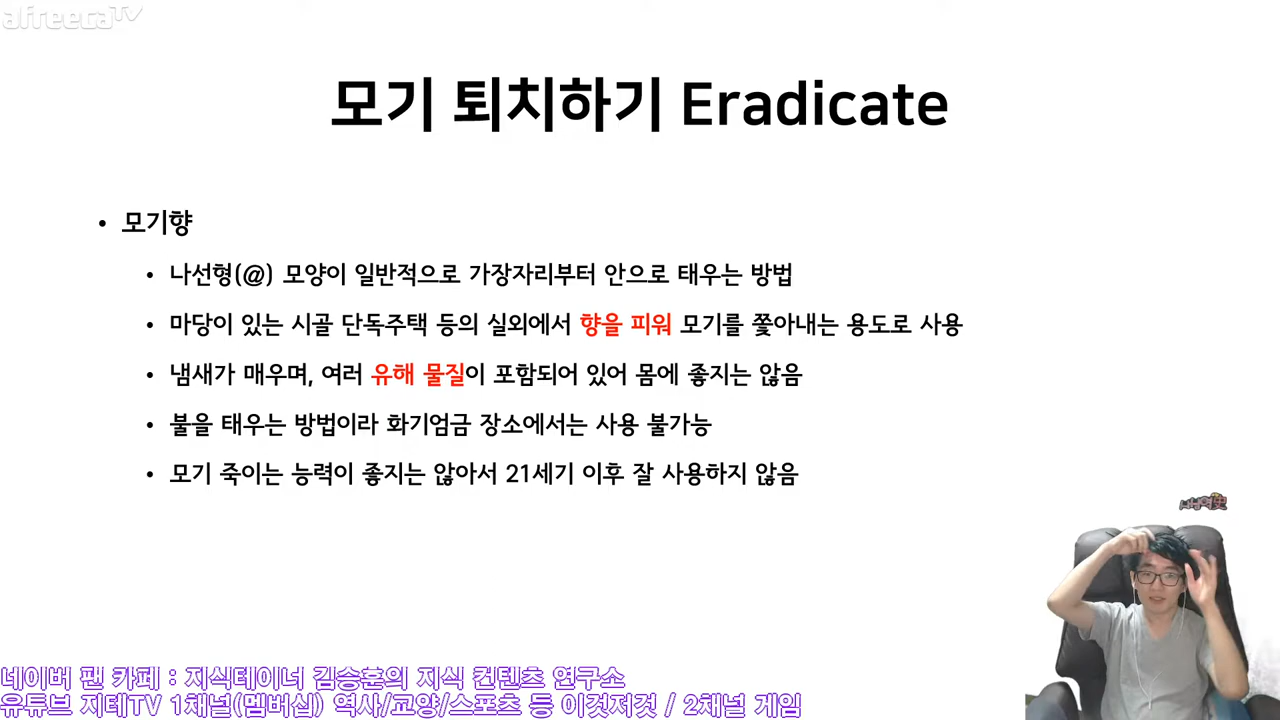 afreecaTV
모기 퇴치하기 Eradicate
• 모기향
• 나선형(@) 모양이 일반적으로 가장자리부터 안으로 태우는 방법
• 마당이 있는 시골 단독주택 등의 실외에서 향을 피워 모기를 쫓아내는 용도로 사용
• 냄새가 매우며, 여러 유해 물질이 포함되어 있어 몸에 좋지는 않음
• 불을 태우는 방법이라 화기엄금 장소에서는 사용 불가능
• 모기 죽이는 능력이 좋지는 않아서 21세기 이후 잘 사용하지 않음
네이버 팬 카페 : 지식테이너 김승훈의 지식 컨텐츠 연구소
유튜브 지테TV 1채널(멤버십) 역사/교양/스포츠 등 이것저것 / 2채널 게임